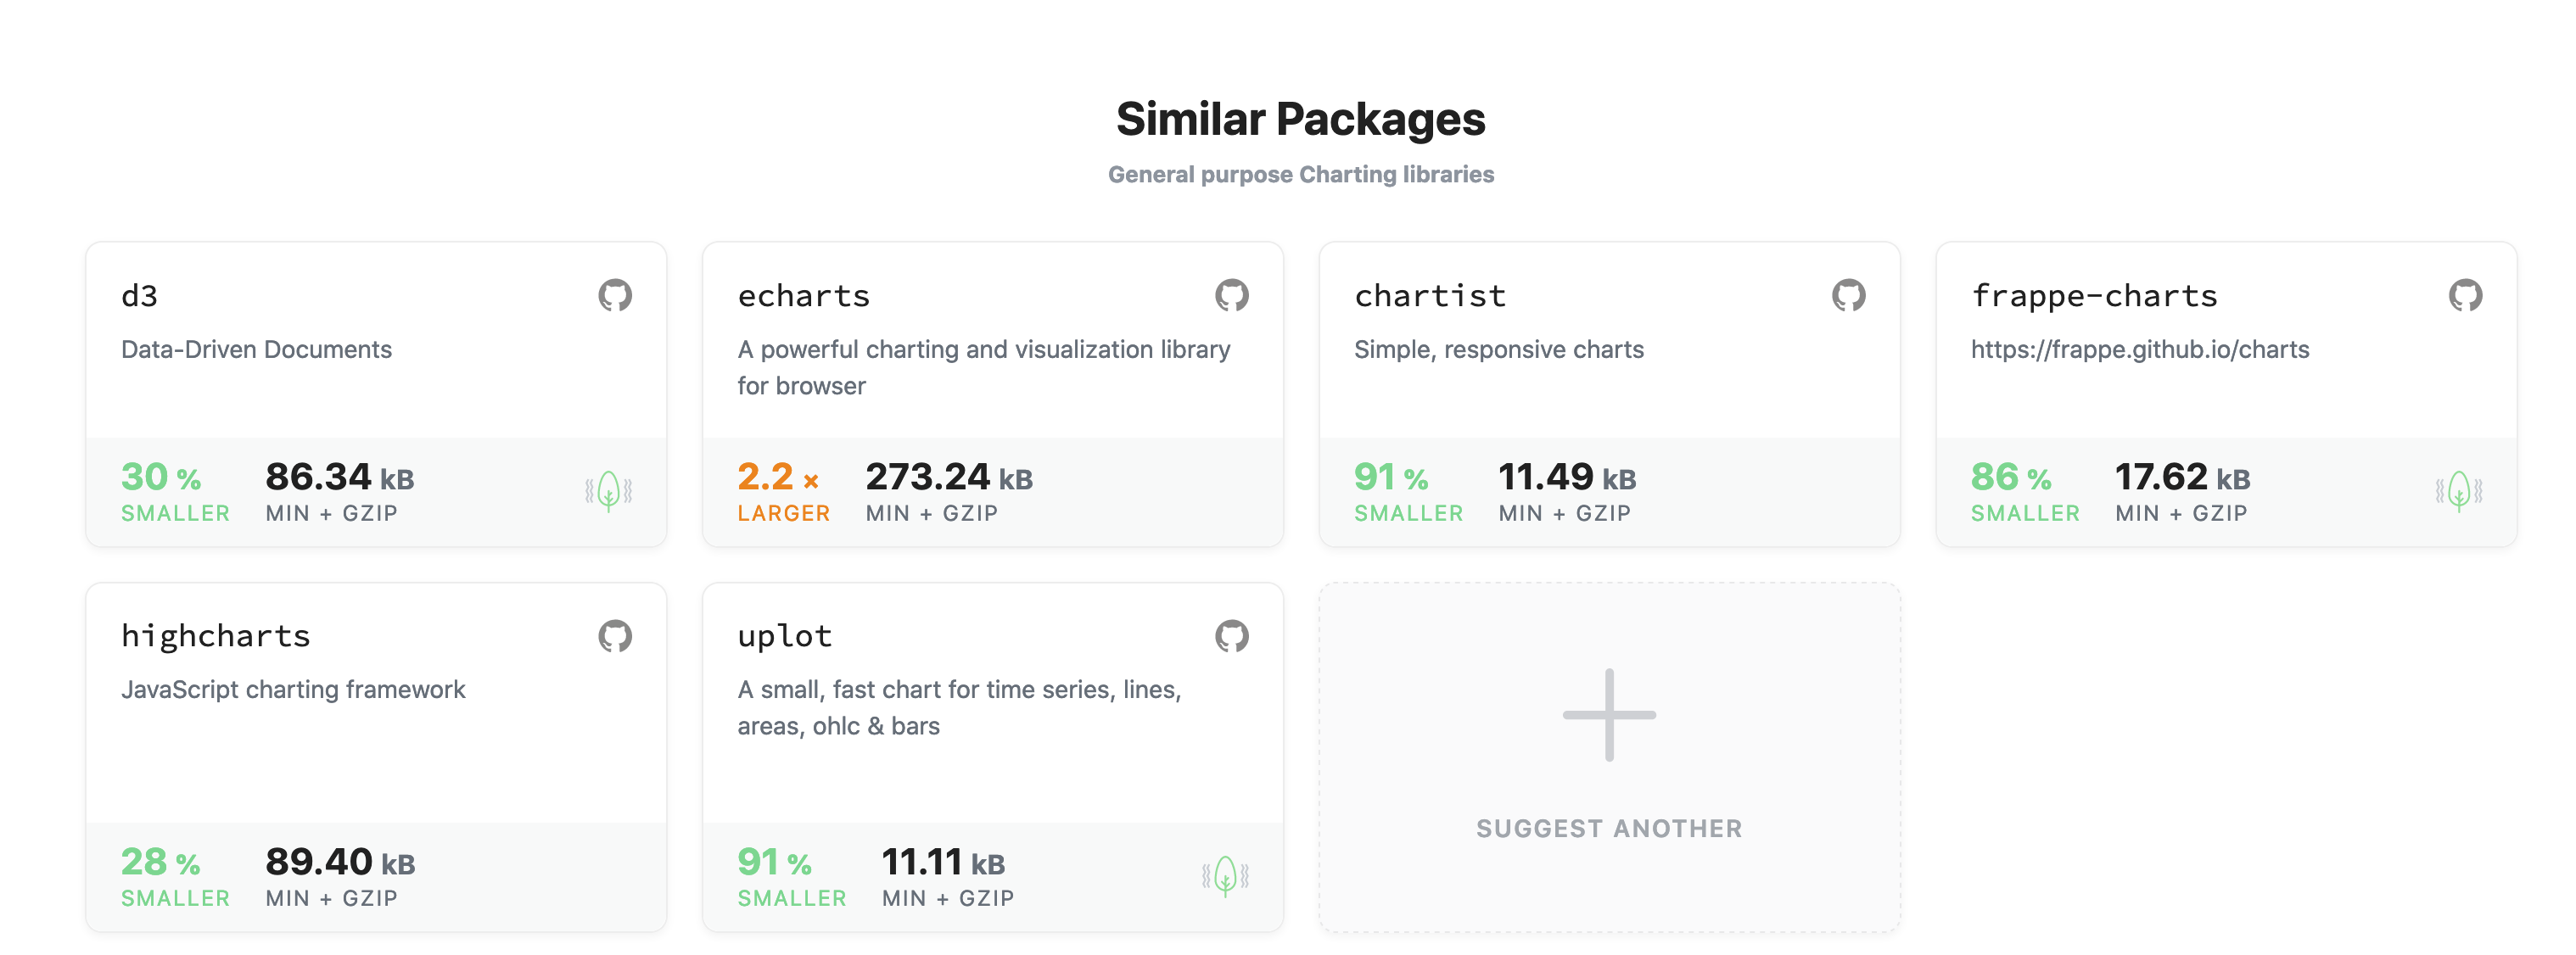 Similar Packages
General purpose Charting libraries
d3
Data-Driven Documents
30 % 86.34 kB
SMALLER MIN + GZIP
echarts
A powerful charting and visualization library
for browser
2.2 × 273.24 kB
LARGER MIN + GZIP
chartist
Simple, responsive charts
91 % 11.49 kB
SMALLER MIN + GZIP
frappe-charts
https://frappe.github.io/charts
86 % 17.62 kB
SMALLER MIN + GZIP
highcharts
JavaScript charting framework
28 % 89.40 kB
SMALLER MIN + GZIP
uplot
A small, fast chart for time series, lines,
areas, ohlc & bars
91 % 11.11 kB
SMALLER MIN + GZIP
SUGGEST ANOTHER